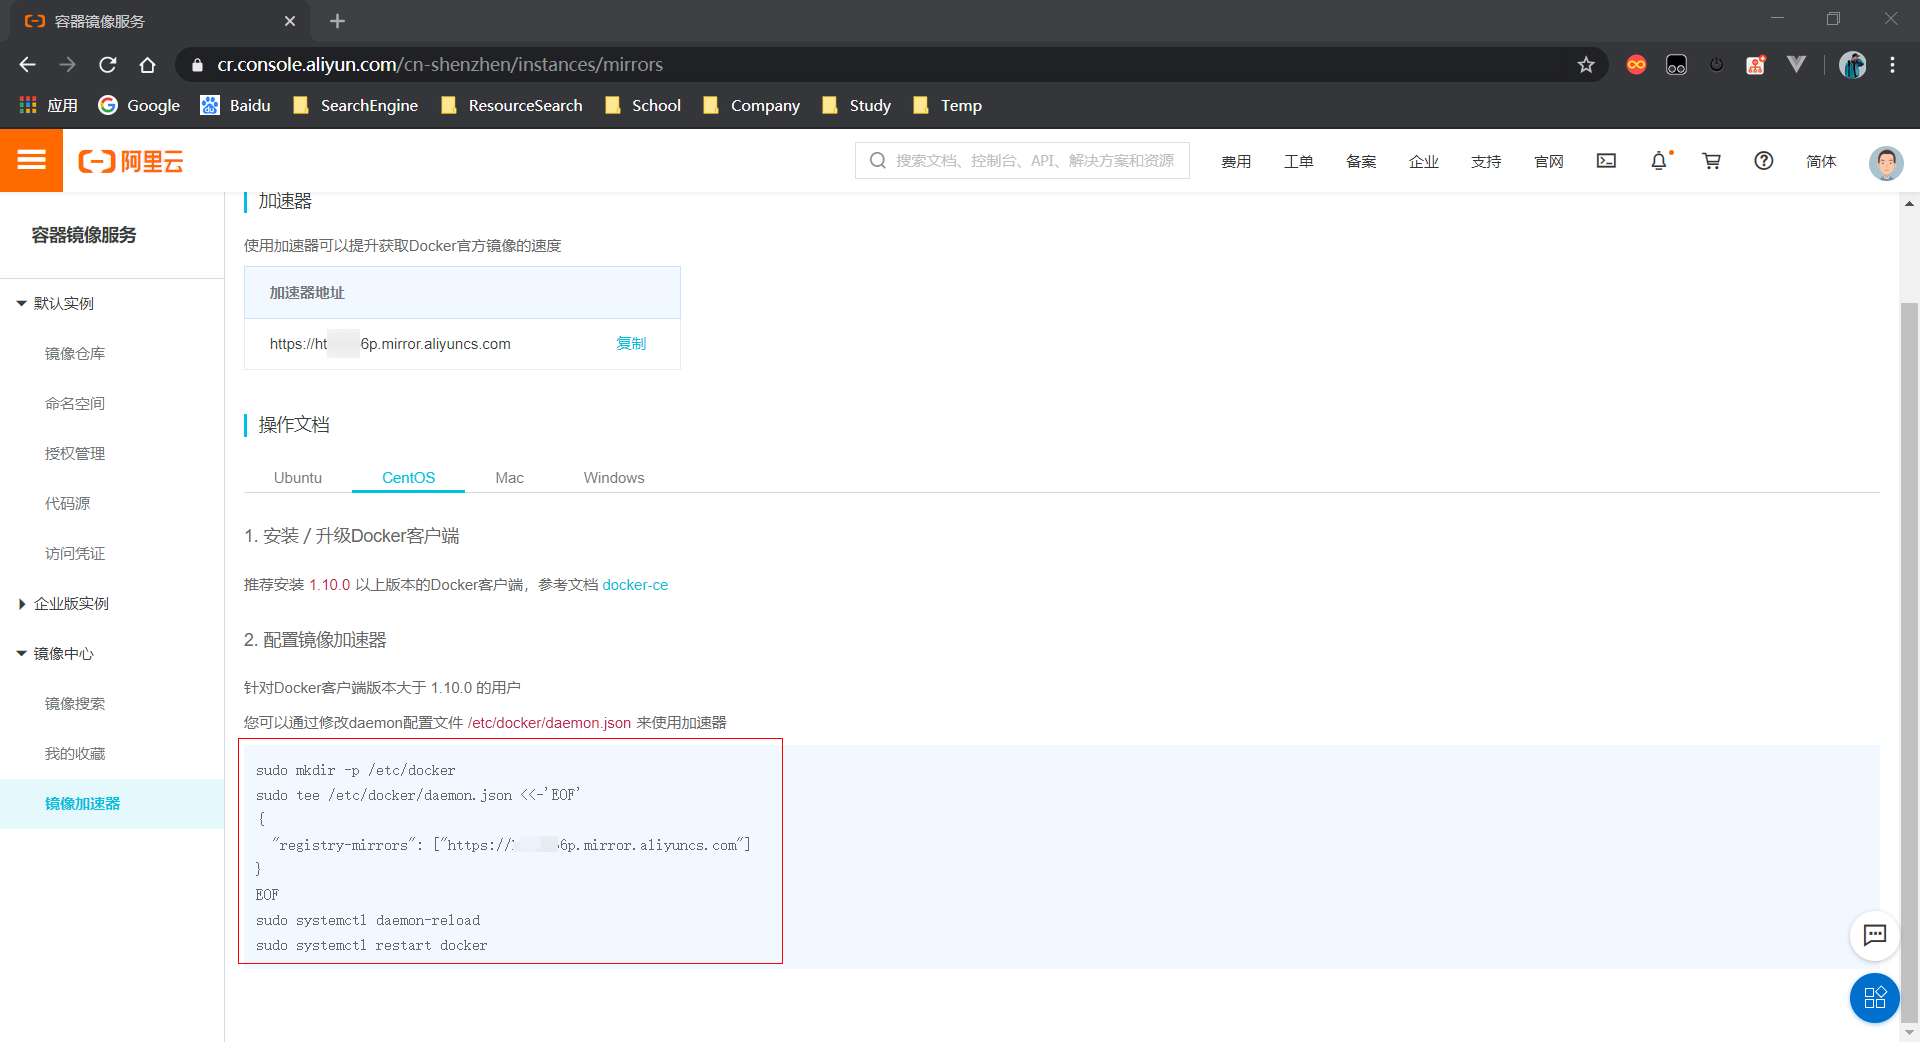 容器镜像服务
cr.console.aliyun.com/cn-shenzhen/instances/mirrors
应用 Google Baidu SearchEngine ResourceSearch School Company Study Temp
阿里云 搜索文档、控制台、API、解决方案和资源 费用 工单 备案 企业 支持 官网 简体
容器镜像服务
默认实例
镜像仓库
命名空间
授权管理
代码源
访问凭证
企业版实例
镜像中心
镜像搜索
我的收藏
镜像加速器
加速器
使用加速器可以提升获取Docker官方镜像的速度
加速器地址
https://ht 6p.mirror.aliyuncs.com 复制
操作文档
Ubuntu CentOS Mac Windows
1. 安装 / 升级Docker客户端
推荐安装 1.10.0 以上版本的Docker客户端，参考文档 docker-ce
2. 配置镜像加速器
针对Docker客户端版本大于 1.10.0 的用户
您可以通过修改daemon配置文件 /etc/docker/daemon.json 来使用加速器
sudo mkdir -p /etc/docker
sudo tee /etc/docker/daemon.json <<-'EOF'
{
"registry-mirrors": ["https:// 6p.mirror.aliyuncs.com"]
}
EOF
sudo systemctl daemon-reload
sudo systemctl restart docker